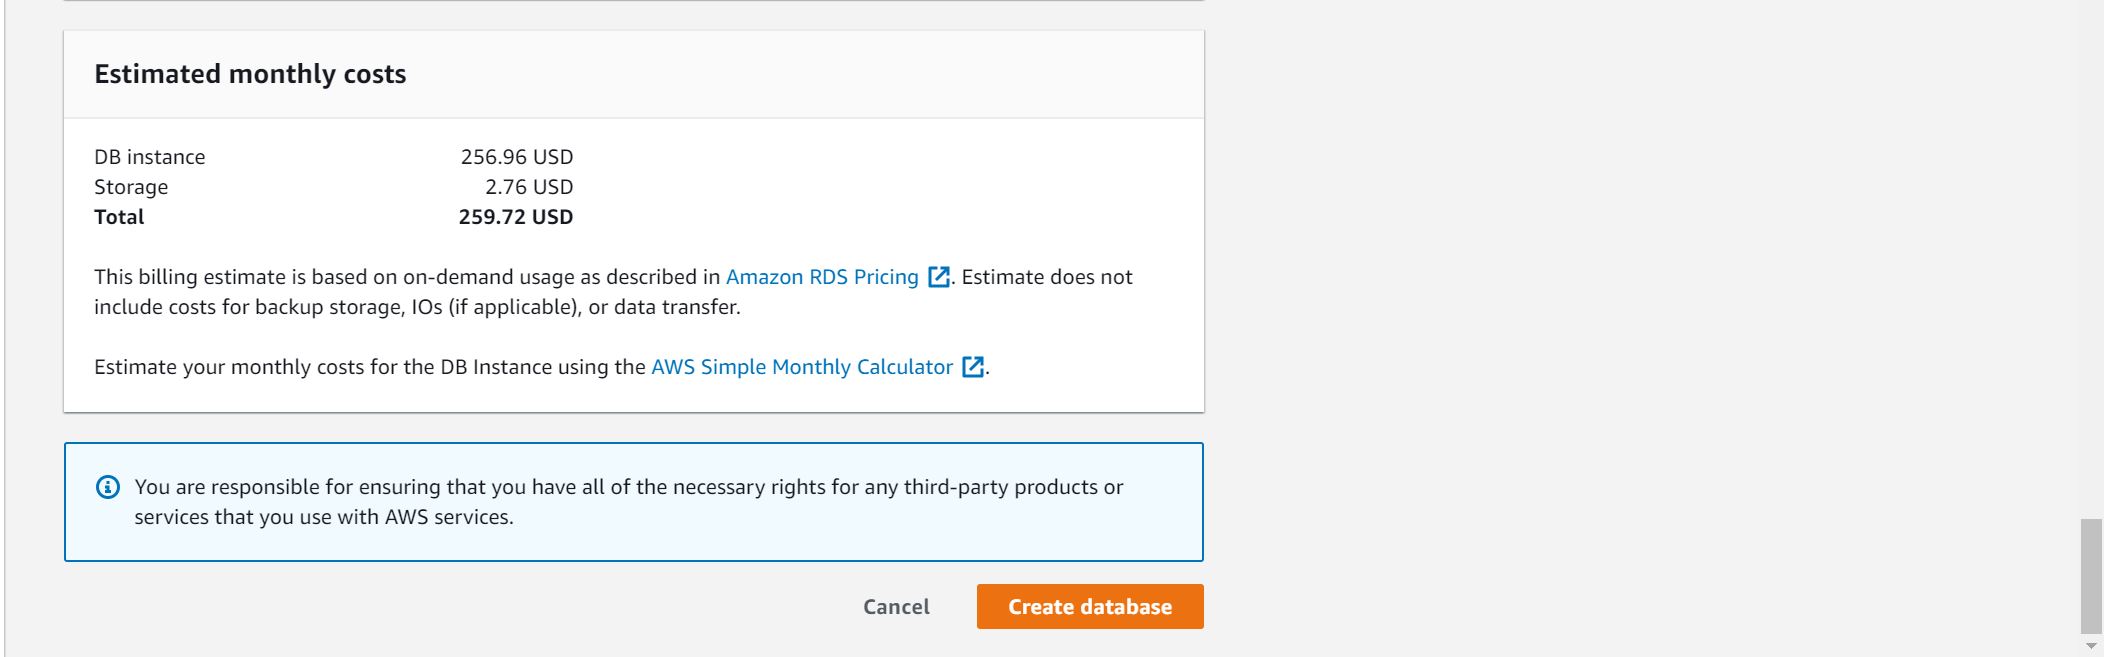 Estimated monthly costs
DB instance 256.96 USD
Storage 2.76 USD
Total 259.72 USD
This billing estimate is based on on-demand usage as described in Amazon RDS Pricing. Estimate does not
include costs for backup storage, IOs (if applicable), or data transfer.
Estimate your monthly costs for the DB Instance using the AWS Simple Monthly Calculator.
You are responsible for ensuring that you have all of the necessary rights for any third-party products or
services that you use with AWS services.
Cancel Create database